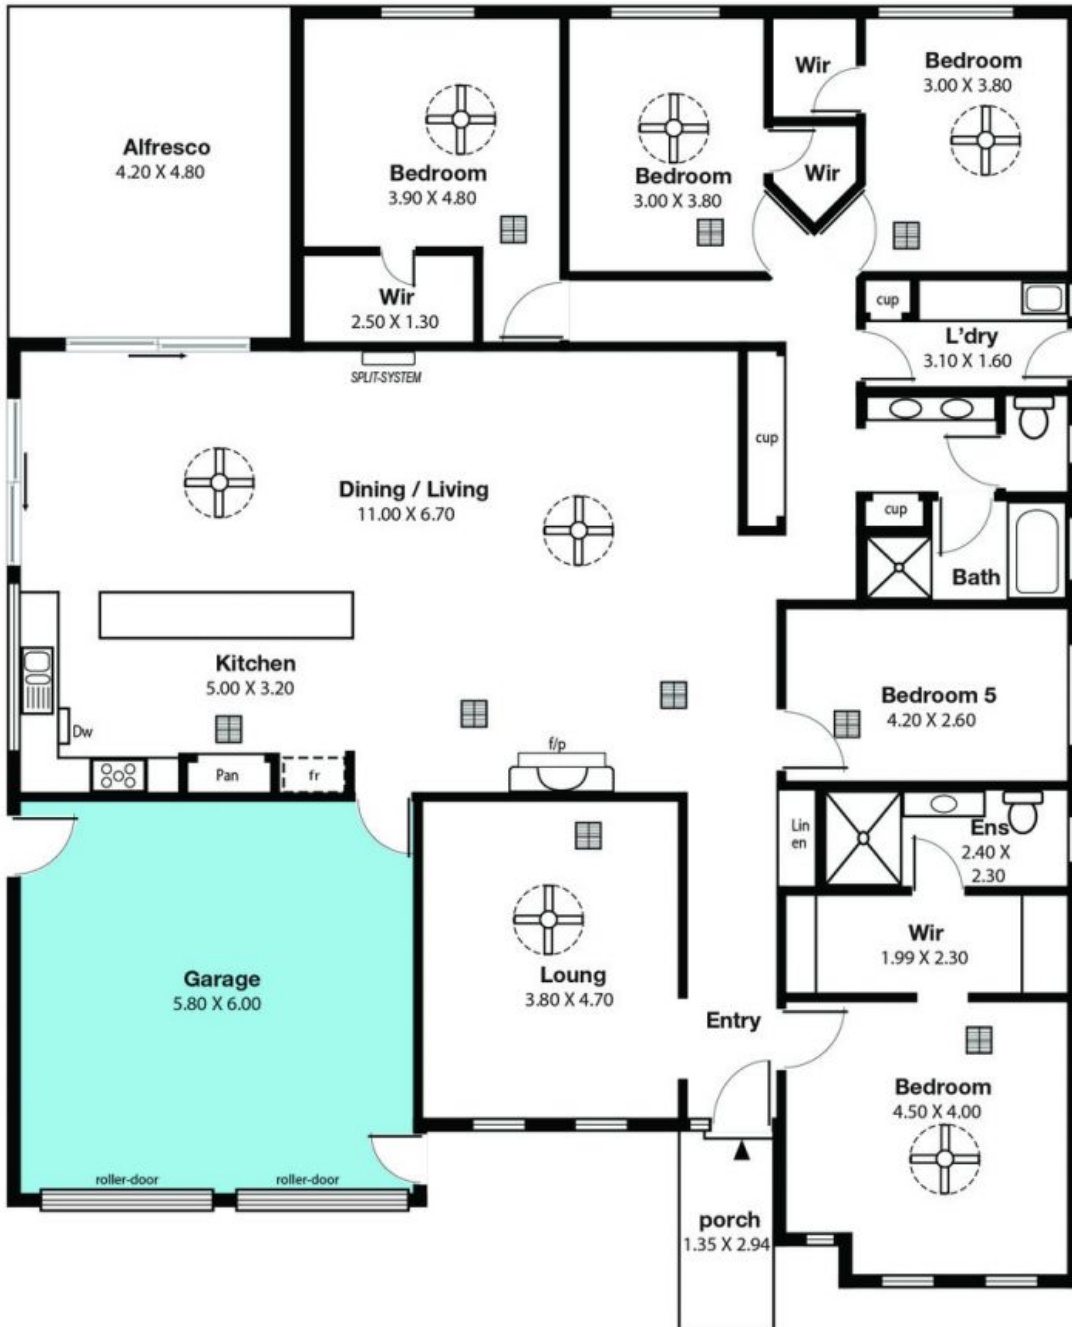 Alfresco
4.20 X 4.80
Bedroom
3.90 X 4.80
Bedroom
3.00 X 3.80
Wir
Wir
Bedroom
3.00 X 3.80
Wir
2.50 X 1.30
cup
L'dry
3.10 X 1.60
SPLIT-SYSTEM
cup
Dining / Living
11.00 X 6.70
cup
Bath
Kitchen
5.00 X 3.20
Dw
Pan
fr
f/p
Bedroom 5
4.20 X 2.60
Lin
en
Ens
2.40 X
2.30
Wir
1.99 X 2.30
Garage
5.80 X 6.00
Loung
3.80 X 4.70
Entry
Bedroom
4.50 X 4.00
roller-door
roller-door
porch
1.35 X 2.94